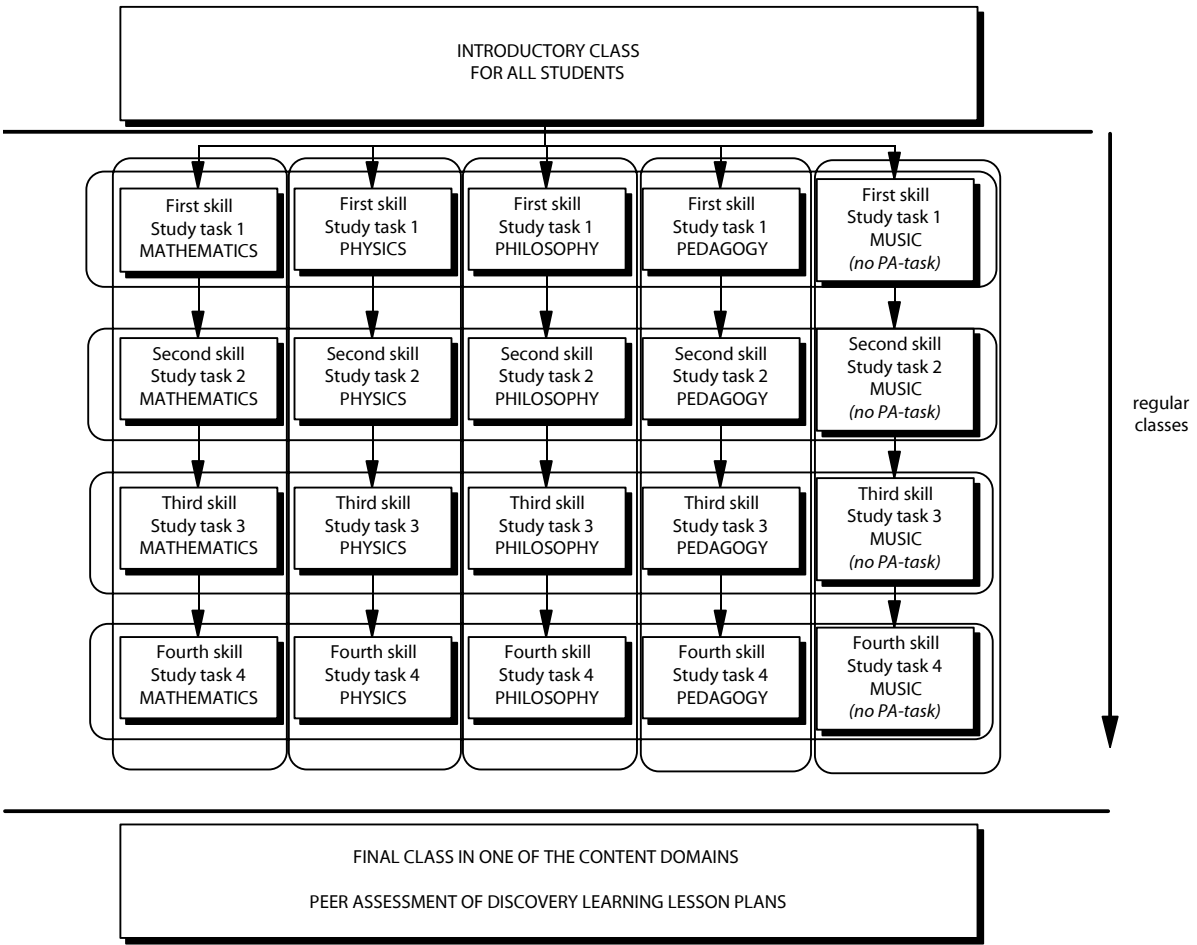 INTRODUCTORY CLASS
FOR ALL STUDENTS
First skill
Study task 1
MATHEMATICS
First skill
Study task 1
PHYSICS
First skill
Study task 1
PHILOSOPHY
First skill
Study task 1
PEDAGOGY
First skill
Study task 1
MUSIC
(no PA-task)
Second skill
Study task 2
MATHEMATICS
Second skill
Study task 2
PHYSICS
Second skill
Study task 2
PHILOSOPHY
Second skill
Study task 2
PEDAGOGY
Second skill
Study task 2
MUSIC
(no PA-task)
regular
classes
Third skill
Study task 3
MATHEMATICS
Third skill
Study task 3
PHYSICS
Third skill
Study task 3
PHILOSOPHY
Third skill
Study task 3
PEDAGOGY
Third skill
Study task 3
MUSIC
(no PA-task)
Fourth skill
Study task 4
MATHEMATICS
Fourth skill
Study task 4
PHYSICS
Fourth skill
Study task 4
PHILOSOPHY
Fourth skill
Study task 4
PEDAGOGY
Fourth skill
Study task 4
MUSIC
(no PA-task)
FINAL CLASS IN ONE OF THE CONTENT DOMAINS
PEER ASSESSMENT OF DISCOVERY LEARNING LESSON PLANS